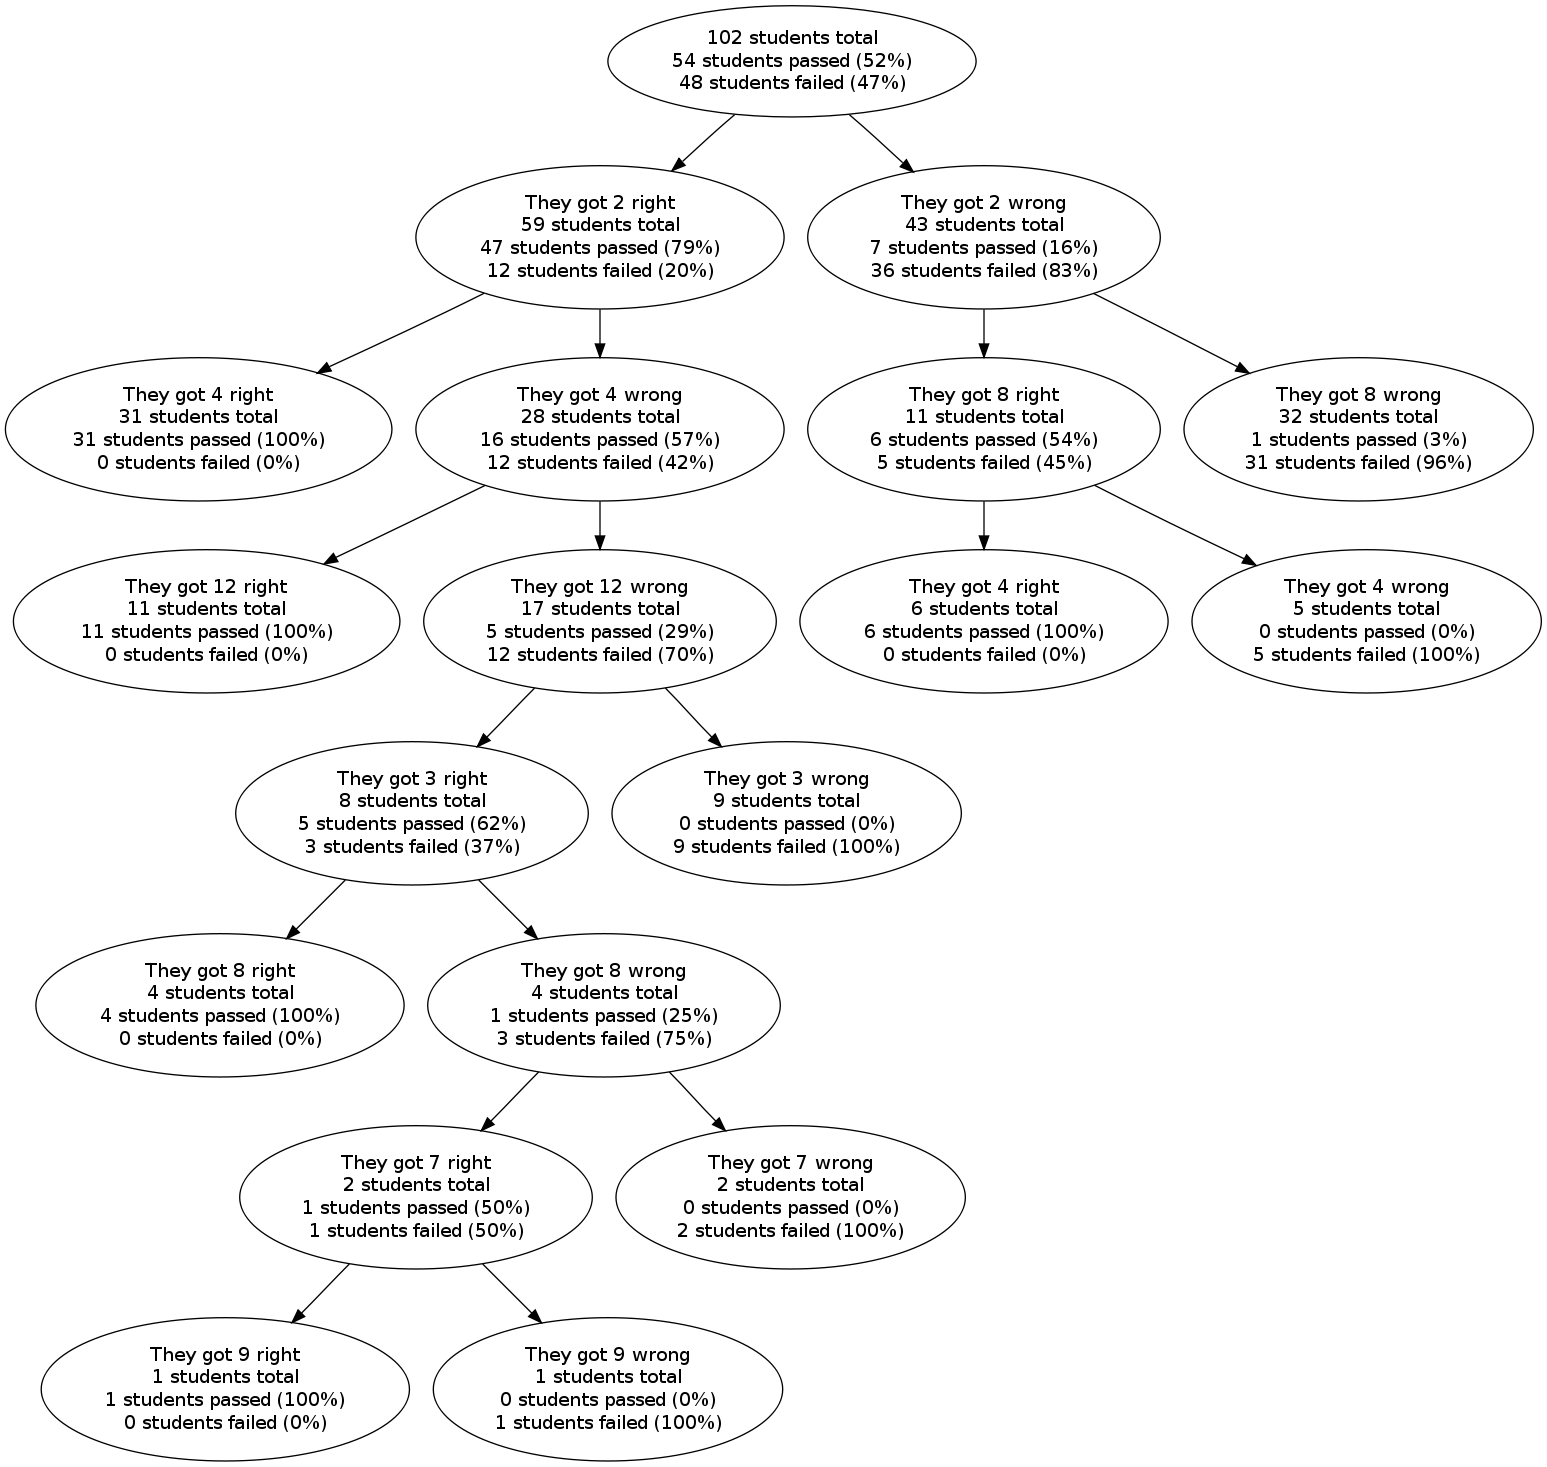 102 students total
54 students passed (52%)
48 students failed (47%)
They got 2 right
59 students total
47 students passed (79%)
12 students failed (20%)
They got 2 wrong
43 students total
7 students passed (16%)
36 students failed (83%)
They got 4 right
31 students total
31 students passed (100%)
0 students failed (0%)
They got 4 wrong
28 students total
16 students passed (57%)
12 students failed (42%)
They got 8 right
11 students total
6 students passed (54%)
5 students failed (45%)
They got 8 wrong
32 students total
1 students passed (3%)
31 students failed (96%)
They got 12 right
11 students total
11 students passed (100%)
0 students failed (0%)
They got 12 wrong
17 students total
5 students passed (29%)
12 students failed (70%)
They got 4 right
6 students total
6 students passed (100%)
0 students failed (0%)
They got 4 wrong
5 students total
0 students passed (0%)
5 students failed (100%)
They got 3 right
8 students total
5 students passed (62%)
3 students failed (37%)
They got 3 wrong
9 students total
0 students passed (0%)
9 students failed (100%)
They got 8 right
4 students total
4 students passed (100%)
0 students failed (0%)
They got 8 wrong
4 students total
1 students passed (25%)
3 students failed (75%)
They got 7 right
2 students total
1 students passed (50%)
1 students failed (50%)
They got 7 wrong
2 students total
0 students passed (0%)
2 students failed (100%)
They got 9 right
1 students total
1 students passed (100%)
0 students failed (0%)
They got 9 wrong
1 students total
0 students passed (0%)
1 students failed (100%)